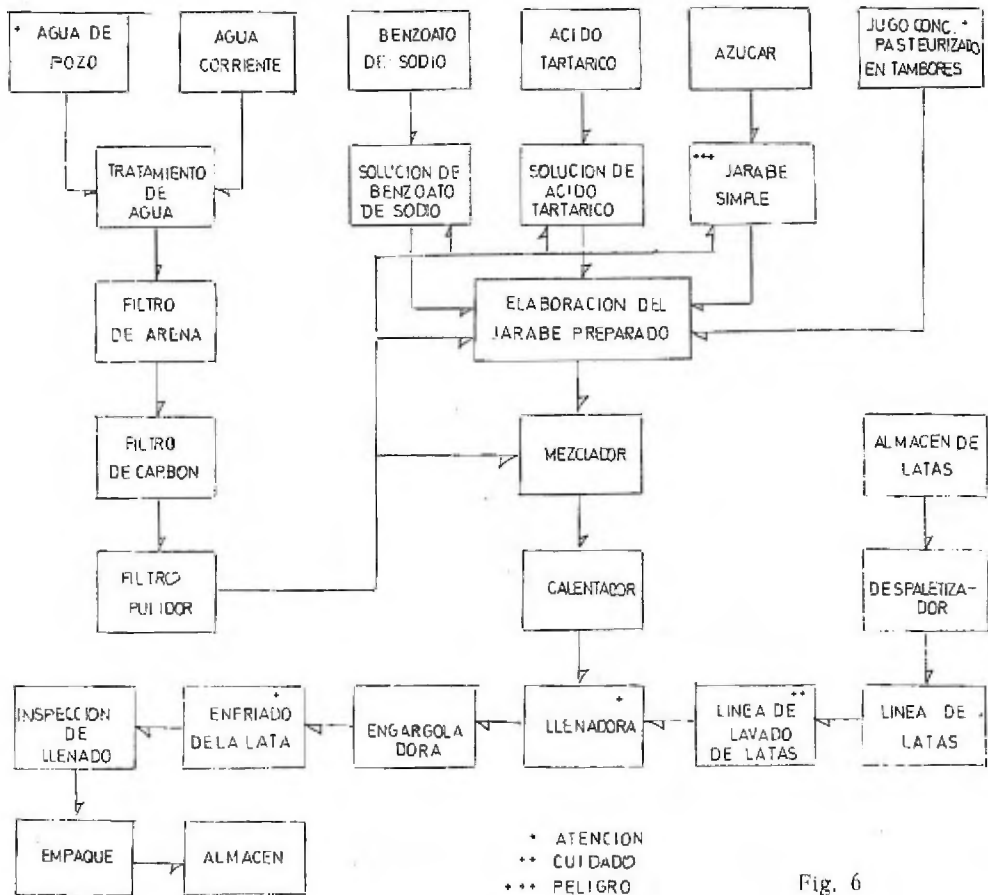 * AGUA DE
POZO
AGUA
CORRIENTE
BENZOATO
DE SODIO
ACIDO
TARTARICO
AZUCAR
JUGO CONC. *
PASTEURIZADO
EN TAMBORES
TRATAMIENTO
DE
AGUA
SOLUCION DE
BENZOATO
DE SODIO
SOLUCION DE
ACIDO
TARTARICO
+++ JARABE
SIMPLE
FILTRO
DE ARENA
ELABORACION DEL
JARABE PREPARADO
FILTRO
DE CARBON
MEZCLADOR
ALMACEN DE
LATAS
FILTRO
PULIDOR
CALENTADOR
DESPALETIZA-
DOR
INSPECCION
DE
LLENADO
+
ENFRIADO
DE LA LATA
ENGARGOLA
DORA
+
LLENADORA
++
LINEA DE
LAVADO
DE LATAS
LINEA DE
LATAS
EMPAQUE
ALMACEN
* ATENCION
++ CUIDADO
+++ PELIGRO
Fig. 6